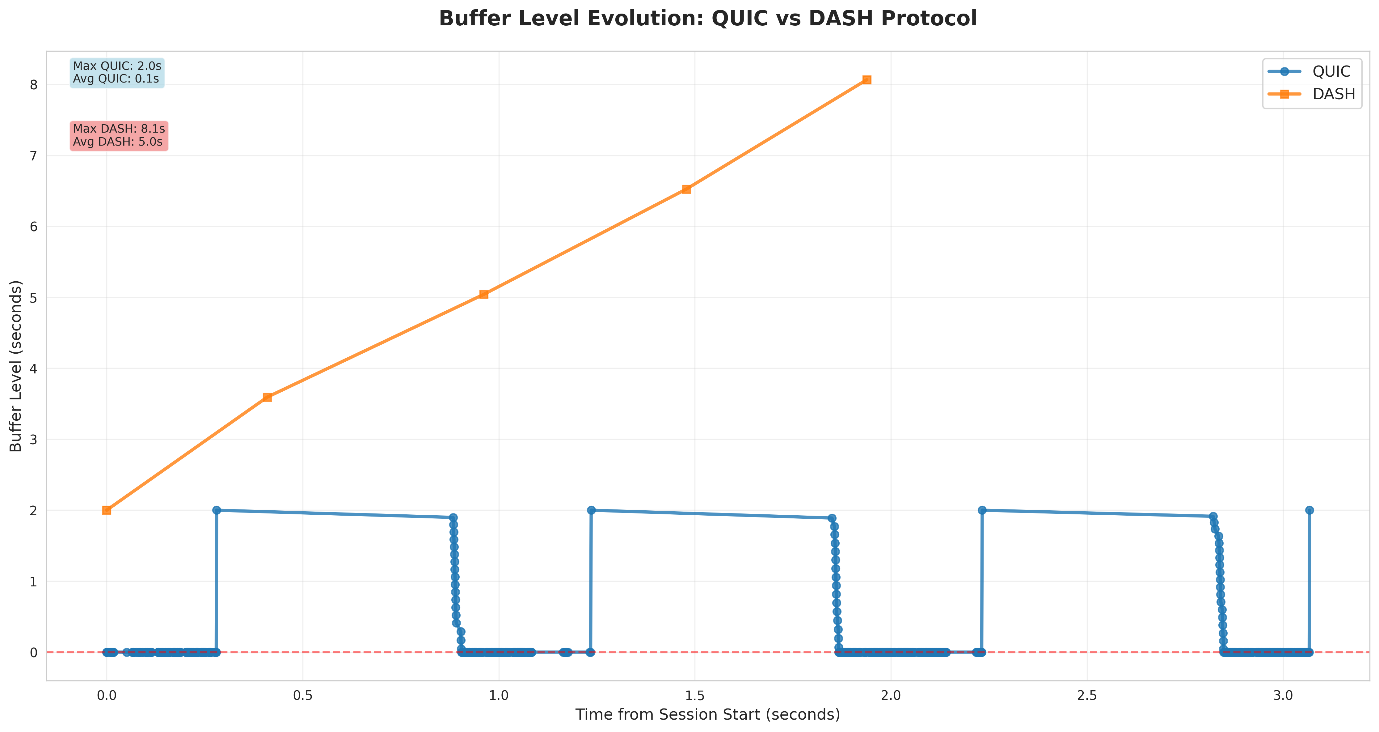 Buffer Level Evolution: QUIC vs DASH Protocol
Max QUIC: 2.0s
Avg QUIC: 0.1s
Max DASH: 8.1s
Avg DASH: 5.0s
QUIC
DASH
Buffer Level (seconds)
8
7
6
5
4
3
2
1
0
0.0
0.5
1.0
1.5
2.0
2.5
3.0
Time from Session Start (seconds)